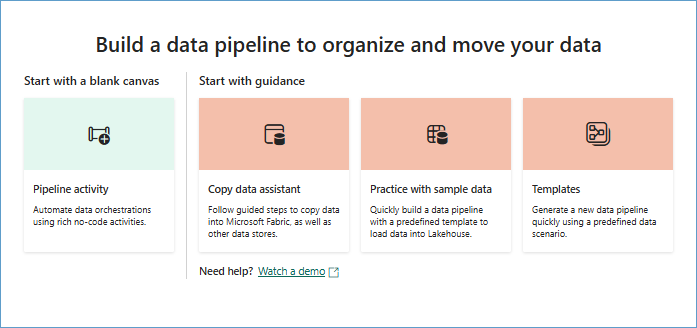 Build a data pipeline to organize and move your data
Start with a blank canvas
Start with guidance
Pipeline activity
Automate data orchestrations
using rich no-code activities.
Copy data assistant
Follow guided steps to copy data
into Microsoft Fabric, as well as
other data stores.
Practice with sample data
Quickly build a data pipeline
with a predefined template to
load data into Lakehouse.
Templates
Generate a new data pipeline
quickly using a predefined data
scenario.
Need help? Watch a demo